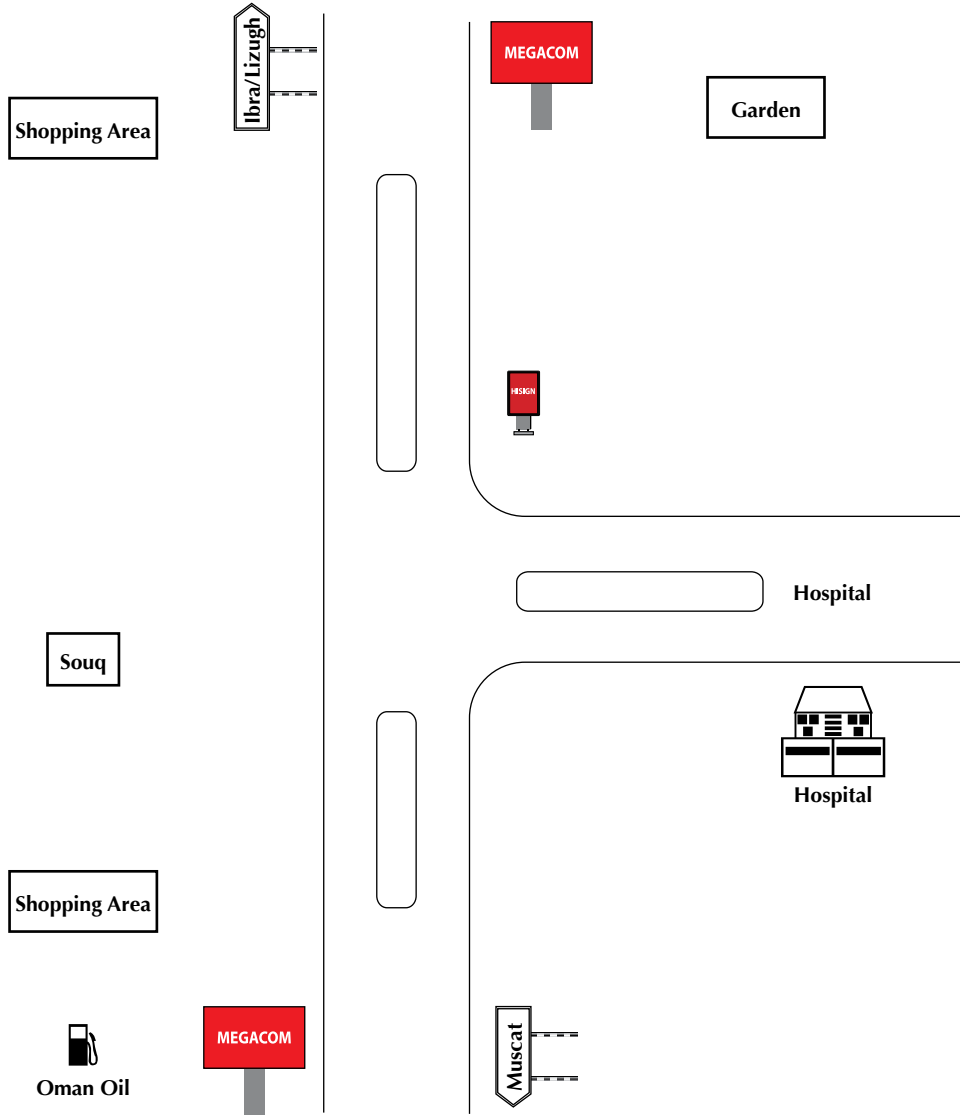 Ibra/Lizugh
MEGACOM
Garden
Shopping Area
HISIGN
Hospital
Souq
Hospital
Shopping Area
MEGACOM
Muscat
Oman Oil